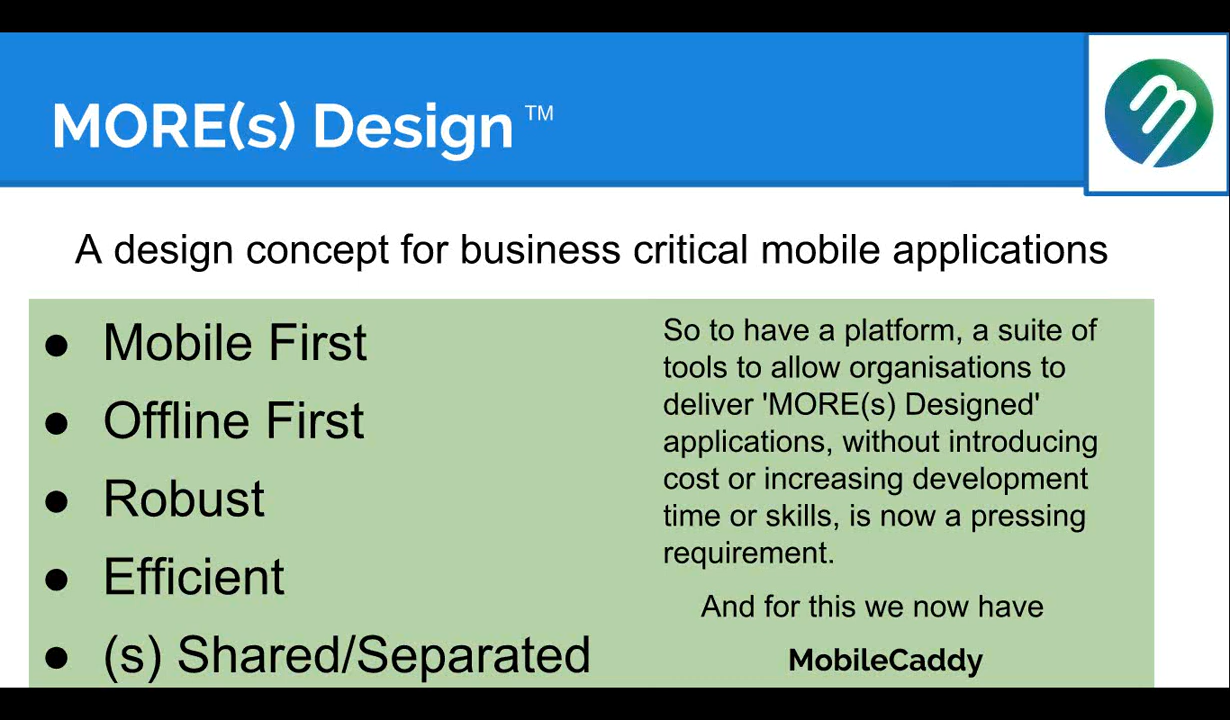 MORE(s) Design ™
A design concept for business critical mobile applications
● Mobile First
● Offline First
● Robust
● Efficient
● (s) Shared/Separated
So to have a platform, a suite of
tools to allow organisations to
deliver 'MORE(s) Designed'
applications, without introducing
cost or increasing development
time or skills, is now a pressing
requirement.
And for this we now have
MobileCaddy